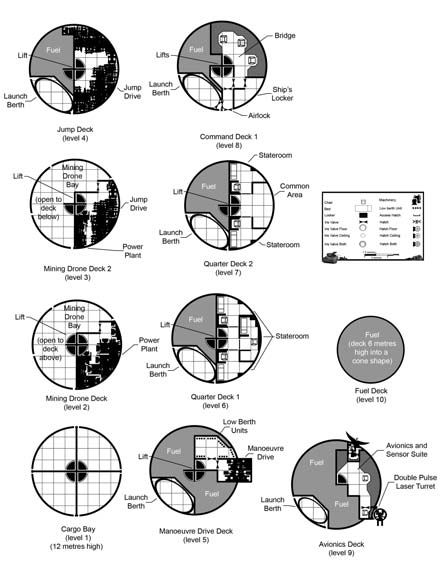 Fuel
Lift
Launch
Berth
Jump
Drive
Jump Deck
(level 4)
Fuel
Lifts
Bridge
Launch
Berth
Ship's
Locker
Airlock
Command Deck 1
(level 8)
Lift
Mining
Drone
Bay
(open to
deck
below)
Jump
Drive
Power
Plant
Mining Drone Deck 2
(level 3)
Stateroom
Fuel
Lift
Common
Area
Launch
Berth
Stateroom
Quarter Deck 2
(level 7)
Chair
Bed
Locker
Iris Valve
Iris Valve Floor
Iris Valve Ceiling
Iris Valve Both
Machinery
Low Berth Unit
Access Hatch
Hatch
Hatch Floor
Hatch Ceiling
Hatch Both
Mining
Drone
Bay
Lift
(open to
deck
above)
Power
Plant
Mining Drone Deck
(level 2)
Lift
Stateroom
Launch
Berth
Quarter Deck 1
(level 6)
Fuel
(deck 6 metres
high into a
cone shape)
Fuel Deck
(level 10)
Cargo Bay
(level 1)
(12 metres high)
Low Berth
Units
Fuel
Manoeuvre
Drive
Lift
Launch
Berth
Fuel
Manoeuvre Drive Deck
(level 5)
Avionics and
Sensor Suite
Fuel
Double Pulse
Laser Turret
Launch
Berth
Fuel
Avionics Deck
(level 9)